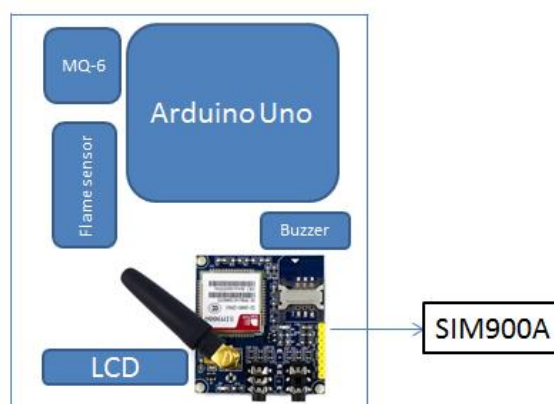 MQ-6
Arduino Uno
Flame sensor
Buzzer
SIM900A
LCD